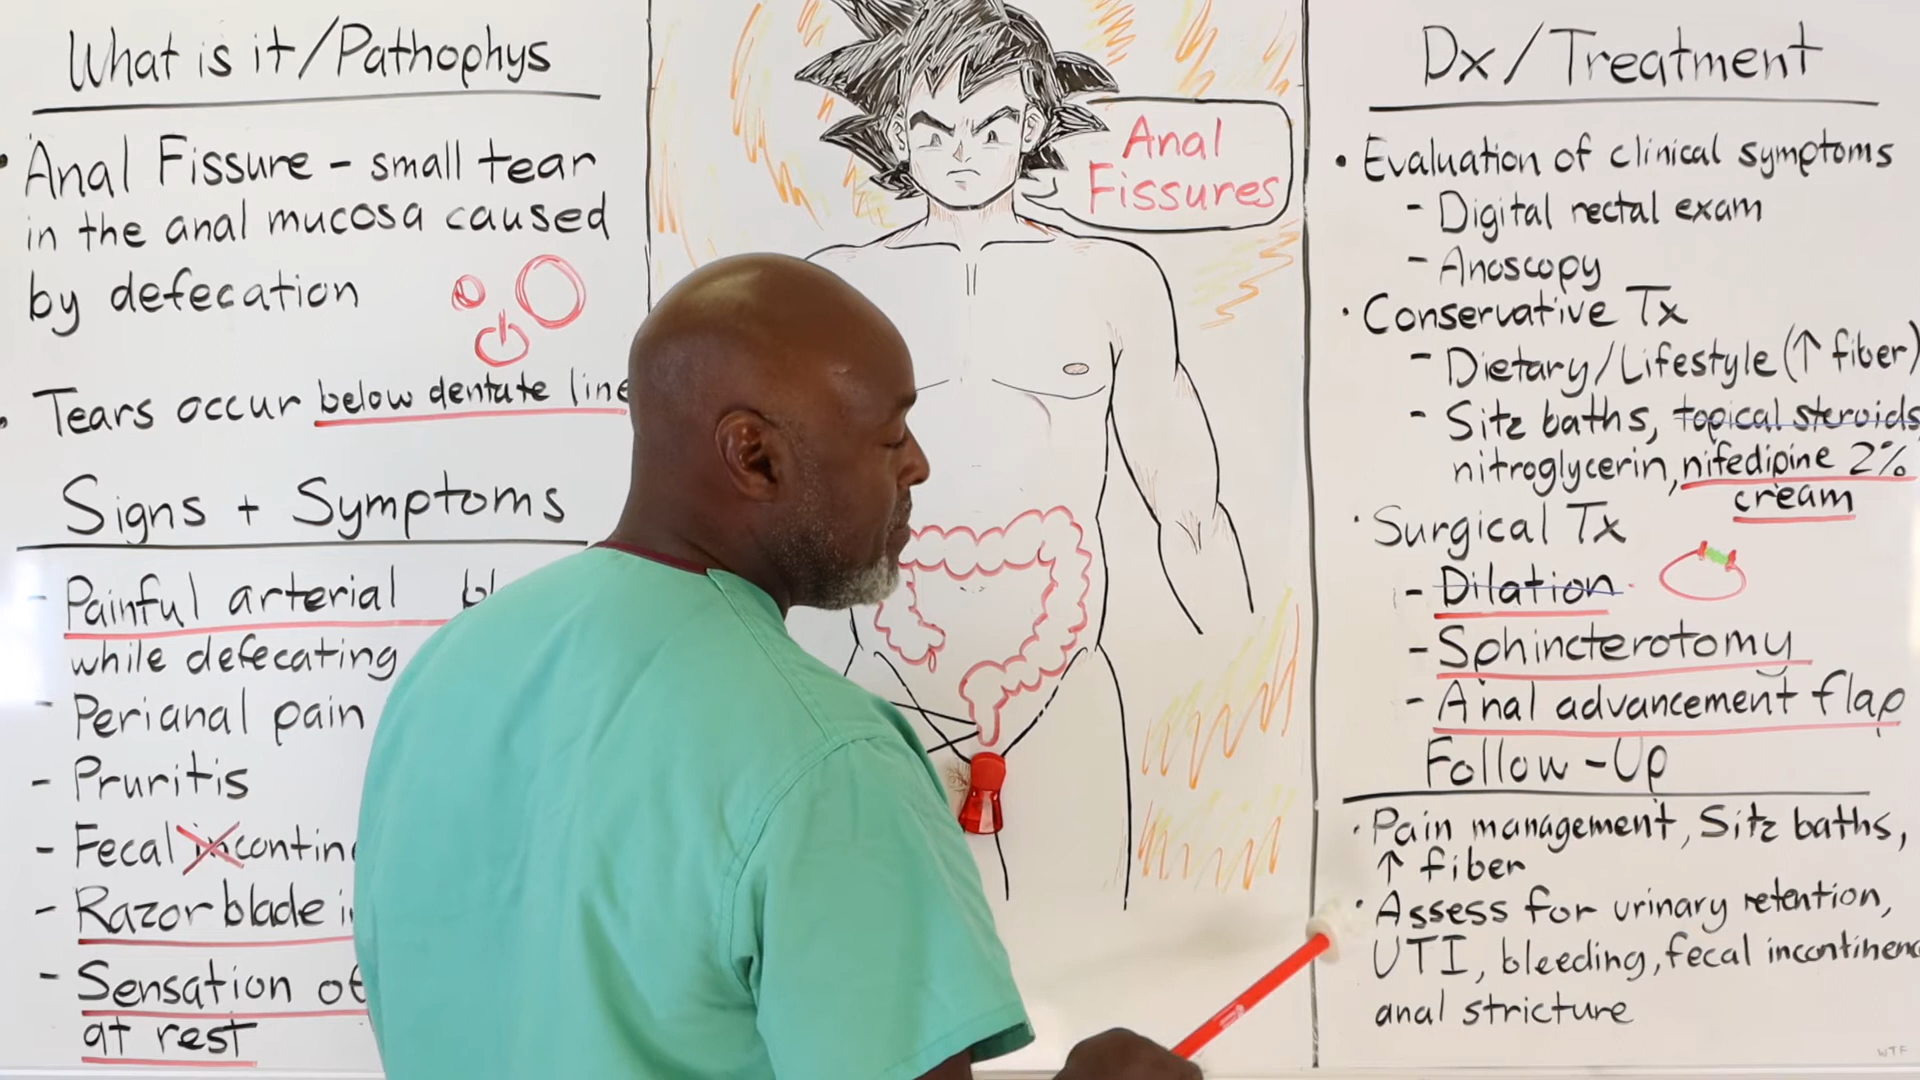 What is it/Pathophys
• Anal Fissure - small tear
in the anal mucosa caused
by defecation
• Tears occur below dentate line
Signs + Symptoms
- Painful arterial
while defecating
- Perianal pain
- Pruritis
- Fecal incontin
- Razor blade
- Sensation of
at rest
Anal
Fissures
Dx/Treatment
• Evaluation of clinical symptoms
- Digital rectal exam
- Anoscopy
• Conservative Tx
- Dietary/Lifestyle (↑ fiber)
- Sitz baths, topical steroids,
nitroglycerin, nifedipine 2%
cream
• Surgical Tx
- Dilation
- Sphincterotomy
- Anal advancement flap
Follow-Up
• Pain management, Sitz baths,
↑ fiber
• Assess for urinary retention,
UTI, bleeding, fecal incontinenc
anal stricture
WTF